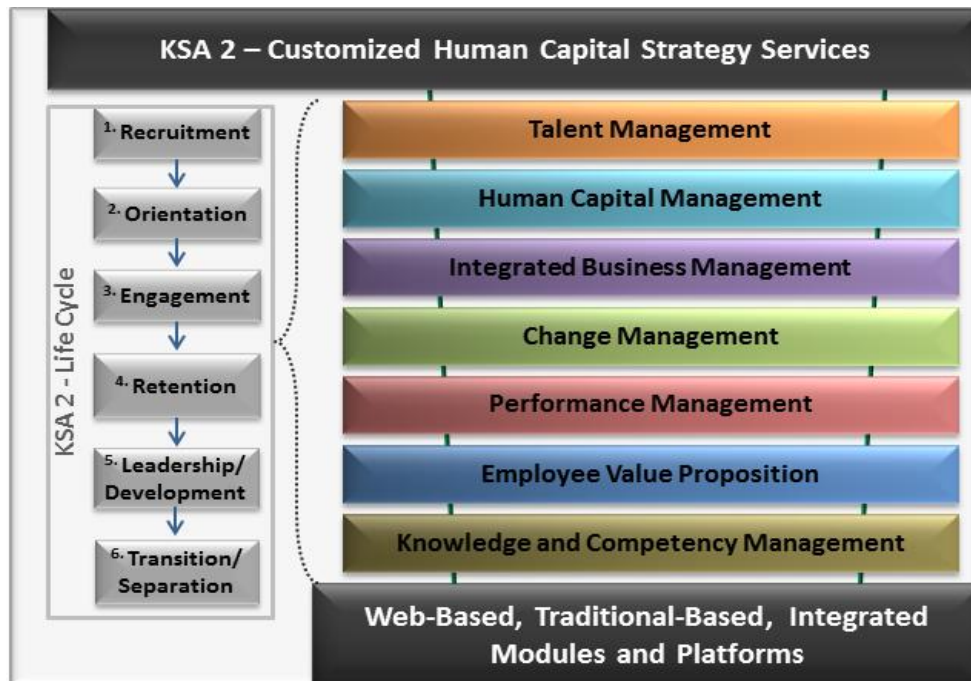 KSA 2 – Customized Human Capital Strategy Services
KSA 2 - Life Cycle
1. Recruitment
2. Orientation
3. Engagement
4. Retention
5. Leadership/
Development
6. Transition/
Separation
Talent Management
Human Capital Management
Integrated Business Management
Change Management
Performance Management
Employee Value Proposition
Knowledge and Competency Management
Web-Based, Traditional-Based, Integrated
Modules and Platforms